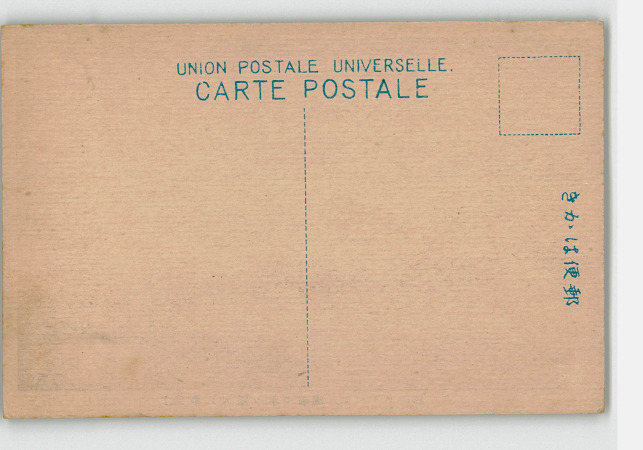 UNION POSTALE UNIVERSELLE.
CARTE POSTALE
きかは便郵